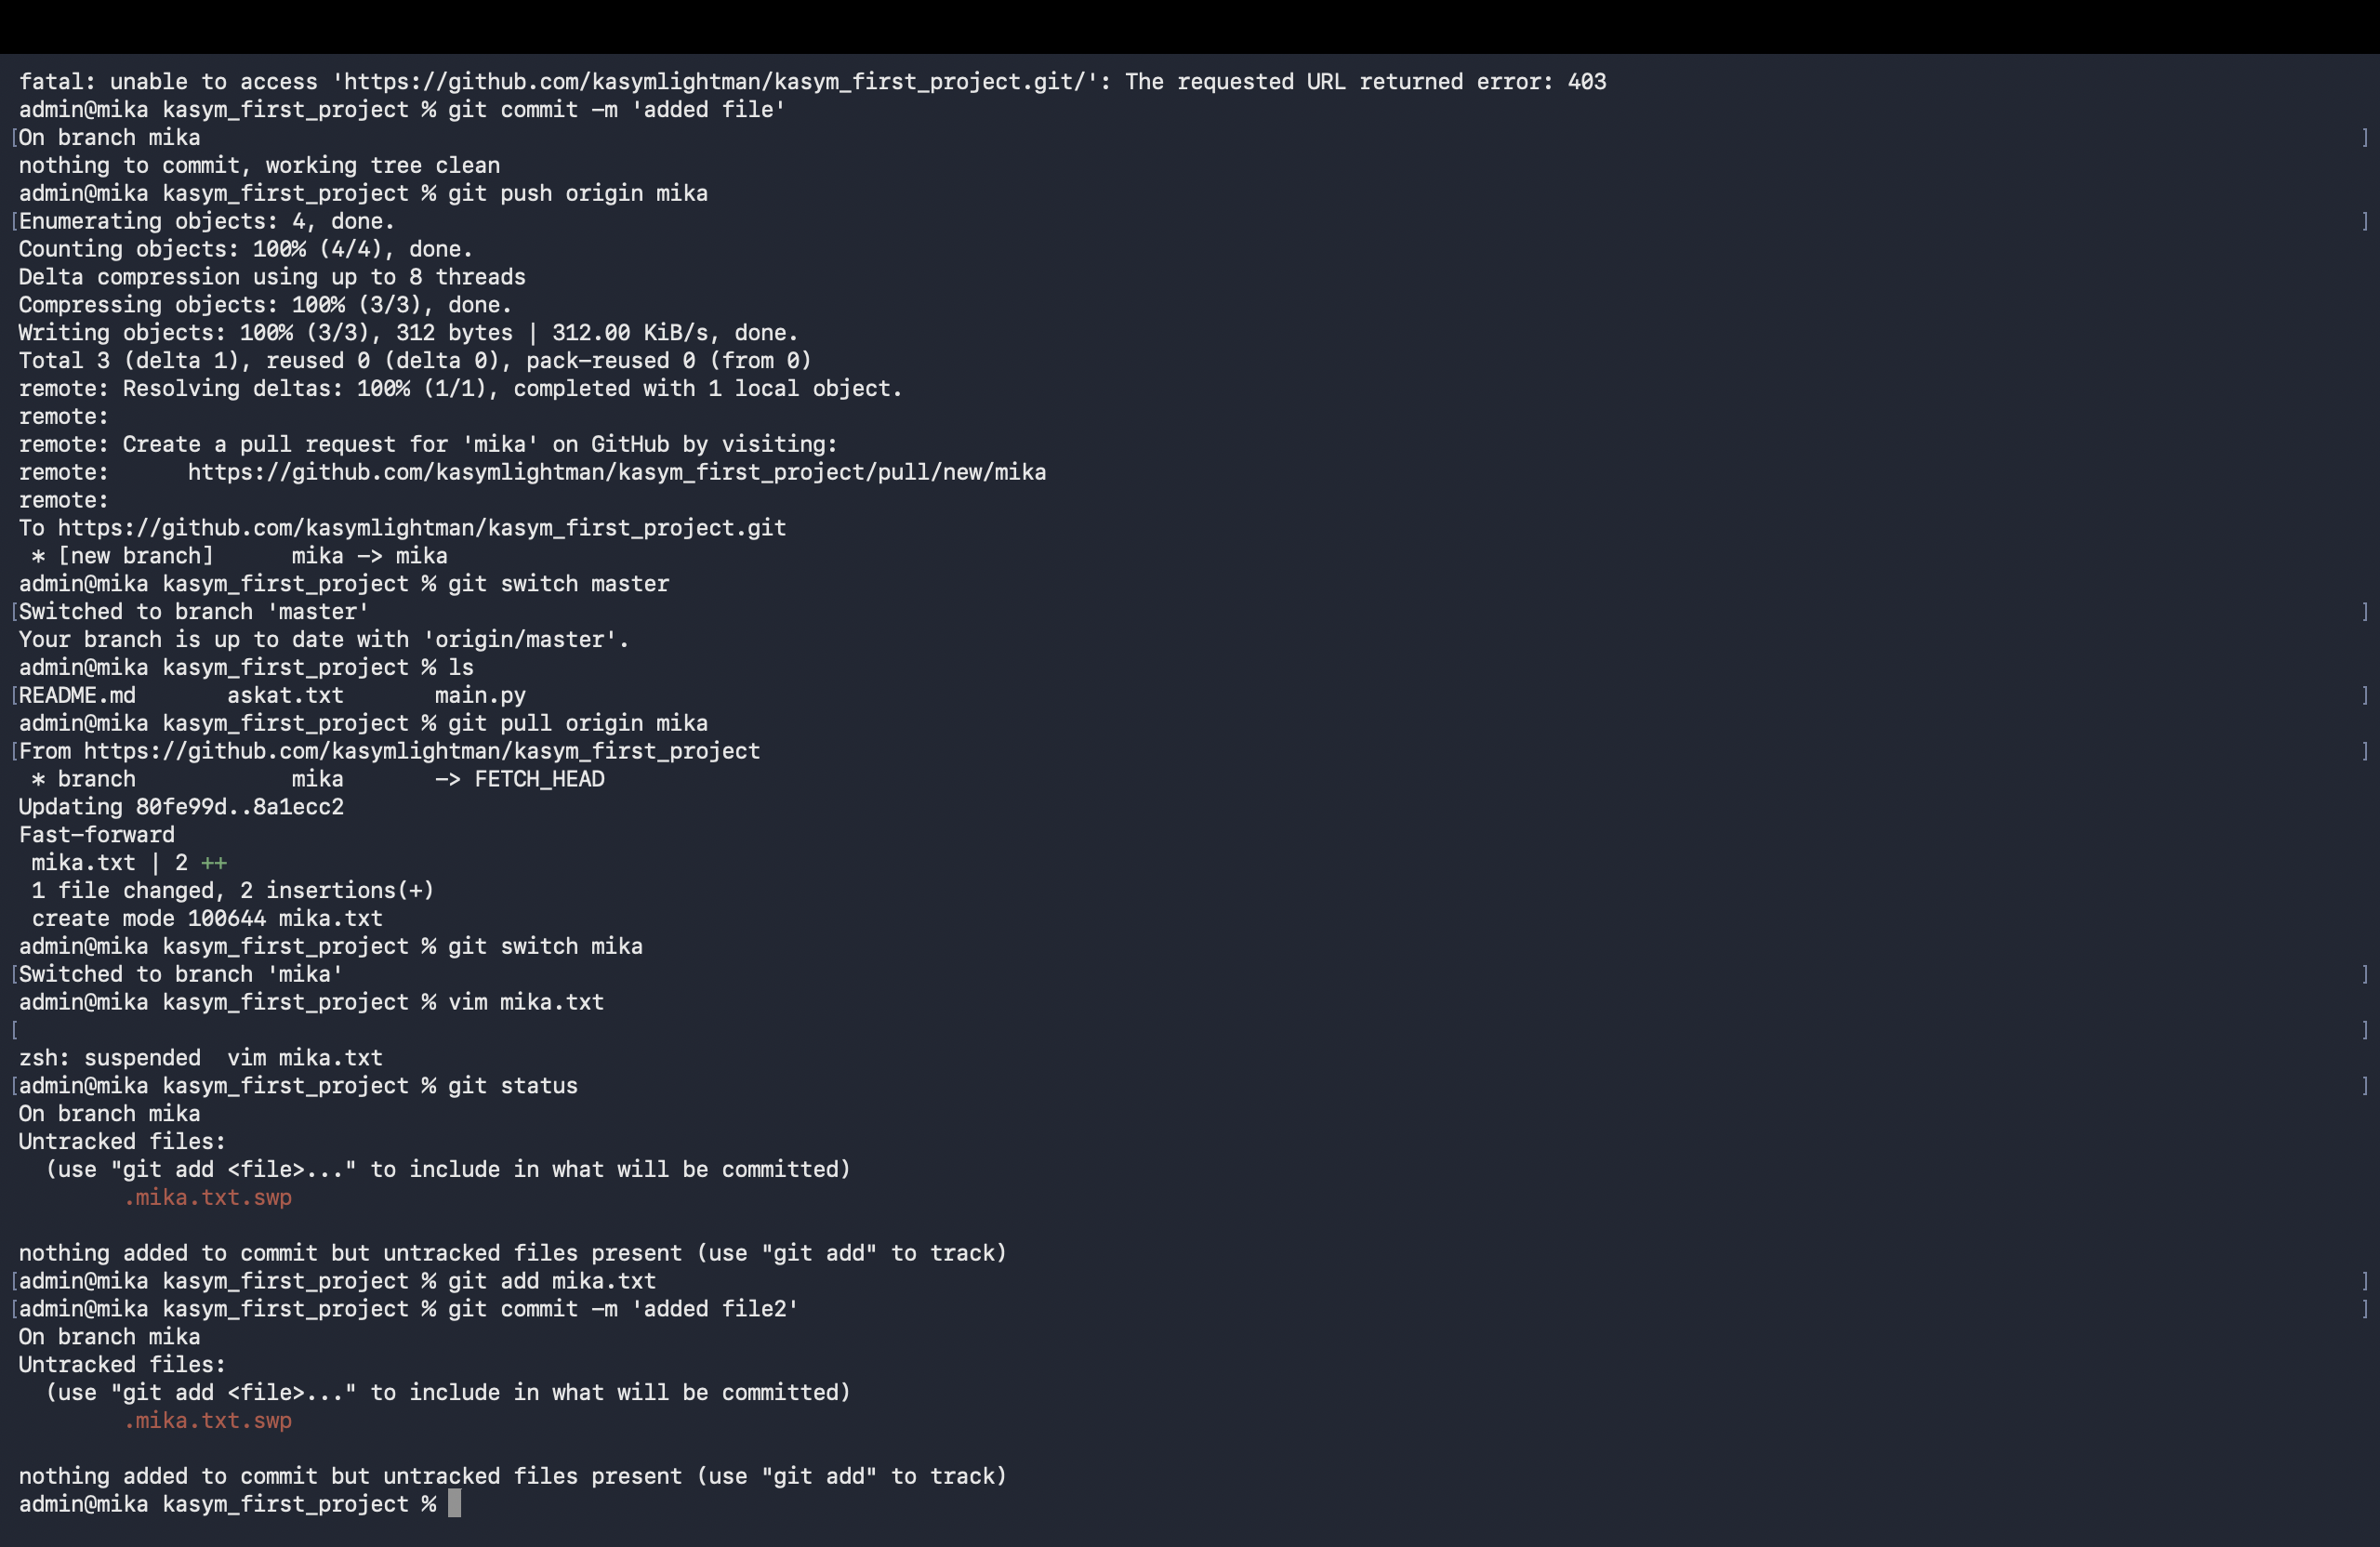 fatal: unable to access 'https://github.com/kasymlightman/kasym_first_project.git/': The requested URL returned error: 403
admin@mika kasym_first_project % git commit -m 'added file'
[On branch mika ]
nothing to commit, working tree clean
admin@mika kasym_first_project % git push origin mika
[Enumerating objects: 4, done. ]
Counting objects: 100% (4/4), done.
Delta compression using up to 8 threads
Compressing objects: 100% (3/3), done.
Writing objects: 100% (3/3), 312 bytes | 312.00 KiB/s, done.
Total 3 (delta 1), reused 0 (delta 0), pack-reused 0 (from 0)
remote: Resolving deltas: 100% (1/1), completed with 1 local object.
remote:
remote: Create a pull request for 'mika' on GitHub by visiting:
remote:      https://github.com/kasymlightman/kasym_first_project/pull/new/mika
remote:
To https://github.com/kasymlightman/kasym_first_project.git
 * [new branch]      mika -> mika
admin@mika kasym_first_project % git switch master
[Switched to branch 'master' ]
Your branch is up to date with 'origin/master'.
admin@mika kasym_first_project % ls
[README.md       askat.txt       main.py ]
admin@mika kasym_first_project % git pull origin mika
[From https://github.com/kasymlightman/kasym_first_project ]
 * branch            mika       -> FETCH_HEAD
Updating 80fe99d..8a1ecc2
Fast-forward
 mika.txt | 2 ++
 1 file changed, 2 insertions(+)
 create mode 100644 mika.txt
admin@mika kasym_first_project % git switch mika
[Switched to branch 'mika' ]
admin@mika kasym_first_project % vim mika.txt
[ ]
zsh: suspended  vim mika.txt
[admin@mika kasym_first_project % git status ]
On branch mika
Untracked files:
  (use "git add <file>..." to include in what will be committed)
        .mika.txt.swp

nothing added to commit but untracked files present (use "git add" to track)
[admin@mika kasym_first_project % git add mika.txt ]
[admin@mika kasym_first_project % git commit -m 'added file2' ]
On branch mika
Untracked files:
  (use "git add <file>..." to include in what will be committed)
        .mika.txt.swp

nothing added to commit but untracked files present (use "git add" to track)
admin@mika kasym_first_project %